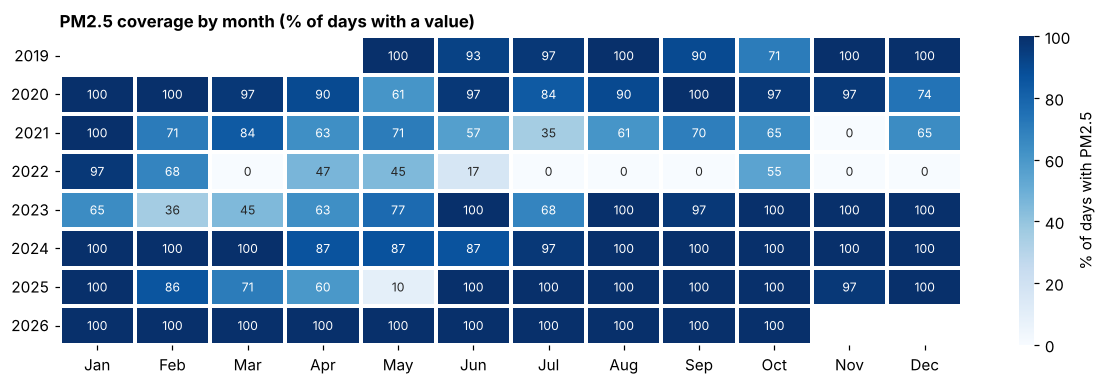 PM2.5 coverage by month (% of days with a value)
2019 100 93 97 100 90 71 100 100
2020 100 100 97 90 61 97 84 90 100 97 97 74
2021 100 71 84 63 71 57 35 61 70 65 0 65
2022 97 68 0 47 45 17 0 0 0 55 0 0
2023 65 36 45 63 77 100 68 100 97 100 100 100
2024 100 100 100 87 87 87 97 100 100 100 100 100
2025 100 86 71 60 10 100 100 100 100 100 97 100
2026 100 100 100 100 100 100 100 100 100 100
Jan Feb Mar Apr May Jun Jul Aug Sep Oct Nov Dec
100
80
60
40
20
0
% of days with PM2.5